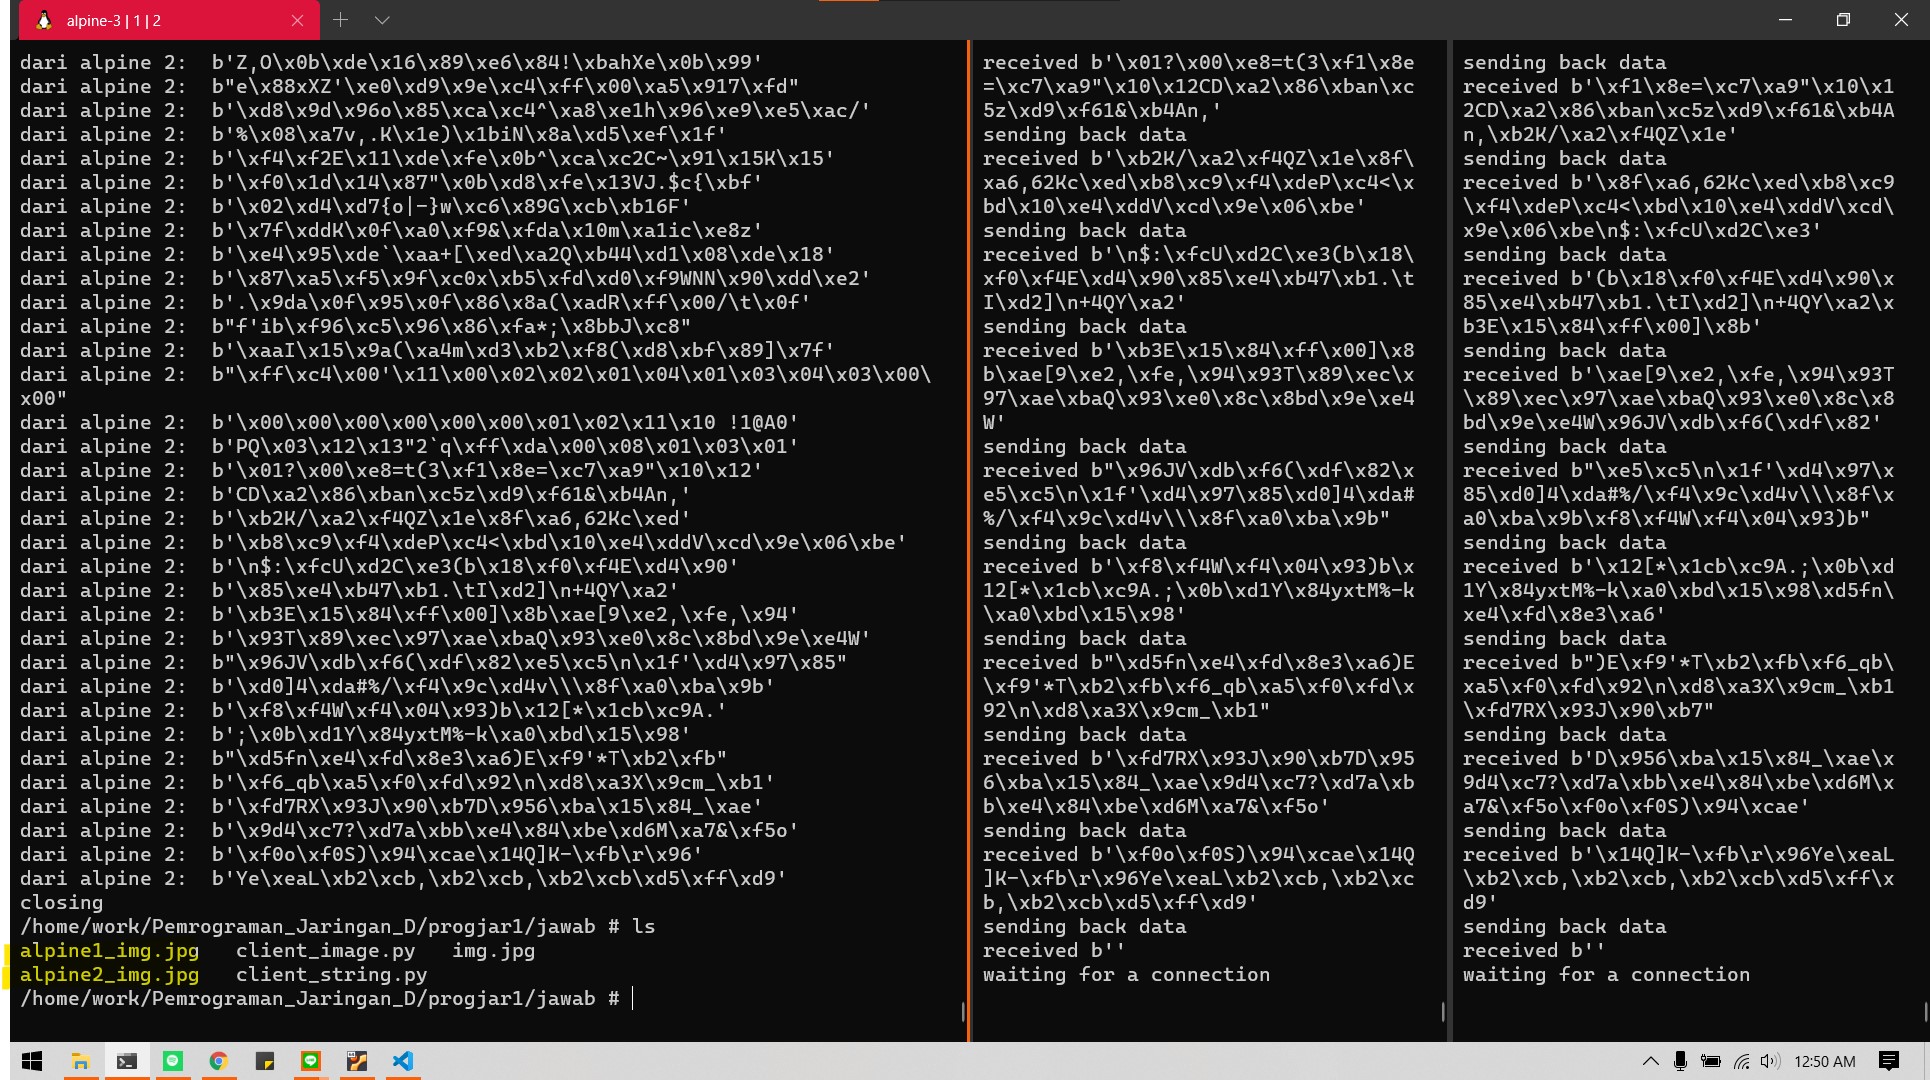 alpine-3 | 1 | 2
dari alpine 2:  b'Z,O\x0b\xde\x16\x89\xe6\x84!\xbahXe\x0b\x99'
dari alpine 2:  b"e\x88xXZ'\xe0\xd9\x9e\xc4\xff\x00\xa5\x917\xfd"
dari alpine 2:  b'\xd8\x9d\x96o\x85\xca\xc4^\xa8\xe1h\x96\xe9\xe5\xac/'
dari alpine 2:  b'%\x08\xa7v,.K\x1e)\x1biN\x8a\xd5\xef\x1f'
dari alpine 2:  b'\xf4\xf2E\x11\xde\xfe\x0b^\xca\xc2C~\x91\x15K\x15'
dari alpine 2:  b'\xf0\x1d\x14\x87"\x0b\xd8\xfe\x13VJ.$c{\xbf'
dari alpine 2:  b'\x02\xd4\xd7{o|-}w\xc6\x89G\xcb\xb16F'
dari alpine 2:  b'\x7f\xddK\x0f\xa0\xf9&\xfda\x10m\xa1ic\xe8z'
dari alpine 2:  b'\xe4\x95\xde`\xaa+[\xed\xa2Q\xb44\xd1\x08\xde\x18'
dari alpine 2:  b'\x87\xa5\xf5\x9f\xc0x\xb5\xfd\xd0\xf9WNN\x90\xdd\xe2'
dari alpine 2:  b'.\x9da\x0f\x95\x0f\x86\x8a(\xadR\xff\x00/\t\x0f'
dari alpine 2:  b"f'ib\xf96\xc5\x96\x86\xfa*;\x8bbJ\xc8"
dari alpine 2:  b'\xaaI\x15\x9a(\xa4m\xd3\xb2\xf8(\xd8\xbf\x89]\x7f'
dari alpine 2:  b"\xff\xc4\x00'\x11\x00\x02\x02\x01\x04\x01\x03\x04\x03\x00\
x00"
dari alpine 2:  b'\x00\x00\x00\x00\x00\x00\x01\x02\x11\x10 !1@A0'
dari alpine 2:  b'PQ\x03\x12\x13"2`q\xff\xda\x00\x08\x01\x03\x01'
dari alpine 2:  b'\x01?\x00\xe8=t(3\xf1\x8e=\xc7\xa9"\x10\x12'
dari alpine 2:  b'CD\xa2\x86\xban\xc5z\xd9\xf61&\xb4An,'
dari alpine 2:  b'\xb2K/\xa2\xf4QZ\x1e\x8f\xa6,62Kc\xed'
dari alpine 2:  b'\xb8\xc9\xf4\xdeP\xc4<\xbd\x10\xe4\xddV\xcd\x9e\x06\xbe'
dari alpine 2:  b'\n$:\xfcU\xd2C\xe3(b\x18\xf0\xf4E\xd4\x90'
dari alpine 2:  b'\x85\xe4\xb47\xb1.\tI\xd2]\n+4QY\xa2'
dari alpine 2:  b'\xb3E\x15\x84\xff\x00]\x8b\xae[9\xe2,\xfe,\x94'
dari alpine 2:  b'\x93T\x89\xec\x97\xae\xbaQ\x93\xe0\x8c\x8bd\x9e\xe4W'
dari alpine 2:  b"\x96JV\xdb\xf6(\xdf\x82\xe5\xc5\n\x1f'\xd4\x97\x85"
dari alpine 2:  b'\xd0]4\xda#%/\xf4\x9c\xd4v\\\x8f\xa0\xba\x9b'
dari alpine 2:  b'\xf8\xf4W\xf4\x04\x93)b\x12[*\x1cb\xc9A.'
dari alpine 2:  b';\x0b\xd1Y\x84yxtM%-k\xa0\xbd\x15\x98'
dari alpine 2:  b"\xd5fn\xe4\xfd\x8e3\xa6)E\xf9'*T\xb2\xfb"
dari alpine 2:  b'\xf6_qb\xa5\xf0\xfd\x92\n\xd8\xa3X\x9cm_\xb1'
dari alpine 2:  b'\xfd7RX\x93J\x90\xb7D\x956\xba\x15\x84_\xae'
dari alpine 2:  b'\x9d4\xc7?\xd7a\xbb\xe4\x84\xbe\xd6M\xa7&\xf5o'
dari alpine 2:  b'\xf0o\xf0S)\x94\xcae\x14Q]K-\xfb\r\x96'
dari alpine 2:  b'Ye\xeaL\xb2\xcb,\xb2\xcb,\xb2\xcb\xd5\xff\xd9'
closing
/home/work/Pemrograman_Jaringan_D/progjar1/jawab # ls
alpine1_img.jpg   client_image.py   img.jpg
alpine2_img.jpg   client_string.py
/home/work/Pemrograman_Jaringan_D/progjar1/jawab #
received b'\x01?\x00\xe8=t(3\xf1\x8e
=\xc7\xa9"\x10\x12CD\xa2\x86\xban\xc
5z\xd9\xf61&\xb4An,'
sending back data
received b'\xb2K/\xa2\xf4QZ\x1e\x8f\
xa6,62Kc\xed\xb8\xc9\xf4\xdeP\xc4<\x
bd\x10\xe4\xddV\xcd\x9e\x06\xbe'
sending back data
received b'\n$:\xfcU\xd2C\xe3(b\x18\
xf0\xf4E\xd4\x90\x85\xe4\xb47\xb1.\t
I\xd2]\n+4QY\xa2'
sending back data
received b'\xb3E\x15\x84\xff\x00]\x8
b\xae[9\xe2,\xfe,\x94\x93T\x89\xec\x
97\xae\xbaQ\x93\xe0\x8c\x8bd\x9e\xe4
W'
sending back data
received b"\x96JV\xdb\xf6(\xdf\x82\x
e5\xc5\n\x1f'\xd4\x97\x85\xd0]4\xda#
%/\xf4\x9c\xd4v\\\x8f\xa0\xba\x9b"
sending back data
received b'\xf8\xf4W\xf4\x04\x93)b\x
12[*\x1cb\xc9A.;\x0b\xd1Y\x84yxtM%-k
\xa0\xbd\x15\x98'
sending back data
received b"\xd5fn\xe4\xfd\x8e3\xa6)E
\xf9'*T\xb2\xfb\xf6_qb\xa5\xf0\xfd\x
92\n\xd8\xa3X\x9cm_\xb1"
sending back data
received b'\xfd7RX\x93J\x90\xb7D\x95
6\xba\x15\x84_\xae\x9d4\xc7?\xd7a\xb
b\xe4\x84\xbe\xd6M\xa7&\xf5o'
sending back data
received b'\xf0o\xf0S)\x94\xcae\x14Q
]K-\xfb\r\x96Ye\xeaL\xb2\xcb,\xb2\xc
b,\xb2\xcb\xd5\xff\xd9'
sending back data
received b''
waiting for a connection
sending back data
received b'\xf1\x8e=\xc7\xa9"\x10\x1
2CD\xa2\x86\xban\xc5z\xd9\xf61&\xb4A
n,\xb2K/\xa2\xf4QZ\x1e'
sending back data
received b'\x8f\xa6,62Kc\xed\xb8\xc9
\xf4\xdeP\xc4<\xbd\x10\xe4\xddV\xcd\
x9e\x06\xbe\n$:\xfcU\xd2C\xe3'
sending back data
received b'(b\x18\xf0\xf4E\xd4\x90\x
85\xe4\xb47\xb1.\tI\xd2]\n+4QY\xa2\x
b3E\x15\x84\xff\x00]\x8b'
sending back data
received b'\xae[9\xe2,\xfe,\x94\x93T
\x89\xec\x97\xae\xbaQ\x93\xe0\x8c\x8
bd\x9e\xe4W\x96JV\xdb\xf6(\xdf\x82'
sending back data
received b"\xe5\xc5\n\x1f'\xd4\x97\x
85\xd0]4\xda#%/\xf4\x9c\xd4v\\\x8f\x
a0\xba\x9b\xf8\xf4W\xf4\x04\x93)b"
sending back data
received b'\x12[*\x1cb\xc9A.;\x0b\xd
1Y\x84yxtM%-k\xa0\xbd\x15\x98\xd5fn\
xe4\xfd\x8e3\xa6'
sending back data
received b")E\xf9'*T\xb2\xfb\xf6_qb\
xa5\xf0\xfd\x92\n\xd8\xa3X\x9cm_\xb1
\xfd7RX\x93J\x90\xb7"
sending back data
received b'D\x956\xba\x15\x84_\xae\x
9d4\xc7?\xd7a\xbb\xe4\x84\xbe\xd6M\x
a7&\xf5o\xf0o\xf0S)\x94\xcae'
sending back data
received b'\x14Q]K-\xfb\r\x96Ye\xeaL
\xb2\xcb,\xb2\xcb,\xb2\xcb\xd5\xff\x
d9'
sending back data
received b''
waiting for a connection
12:50 AM